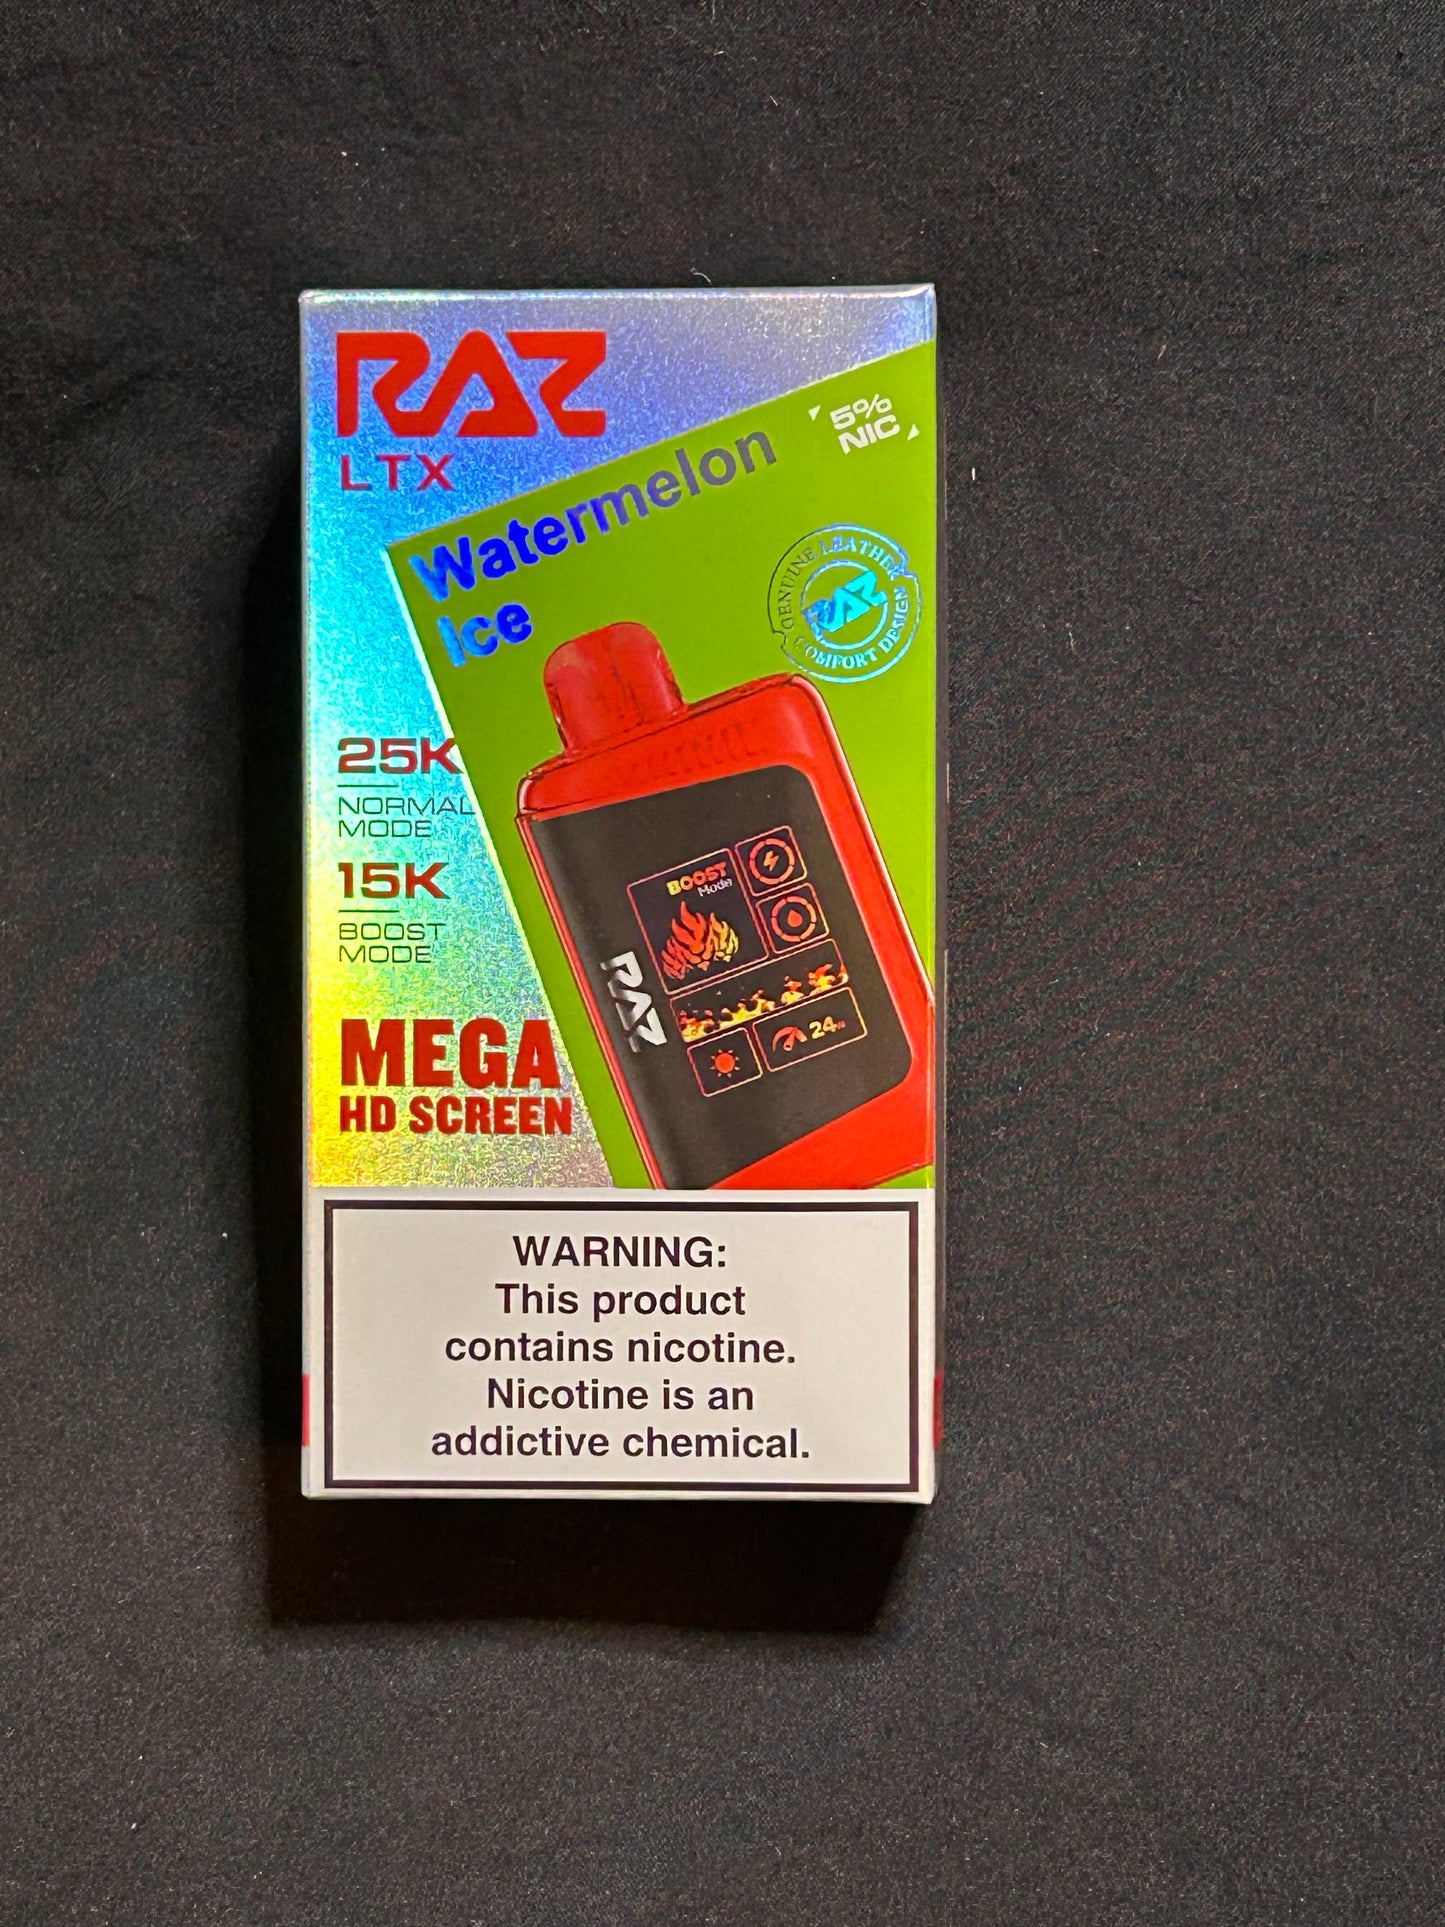 RAZ
LTX
5%
NIC
Watermelon
Ice
GENUINE LEATHER
RAZ
COMFORT DESIGN
25K
NORMAL
MODE
15K
BOOST
MODE
MEGA
HD SCREEN
BOOST
Mode
24W
RAZ
WARNING:
This product
contains nicotine.
Nicotine is an
addictive chemical.